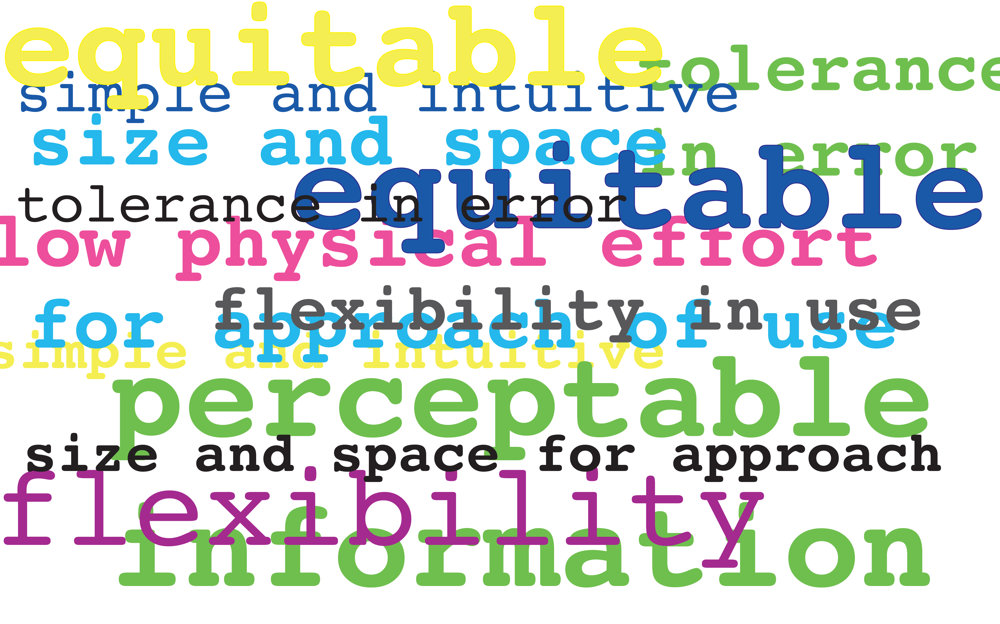 equitable
tolerance
simple and intuitive
size and space
in error
equitable
tolerance in error
low physical effort
flexibility in use
for approach of use
simple and intuitive
perceptable
size and space for approach
flexibility
information